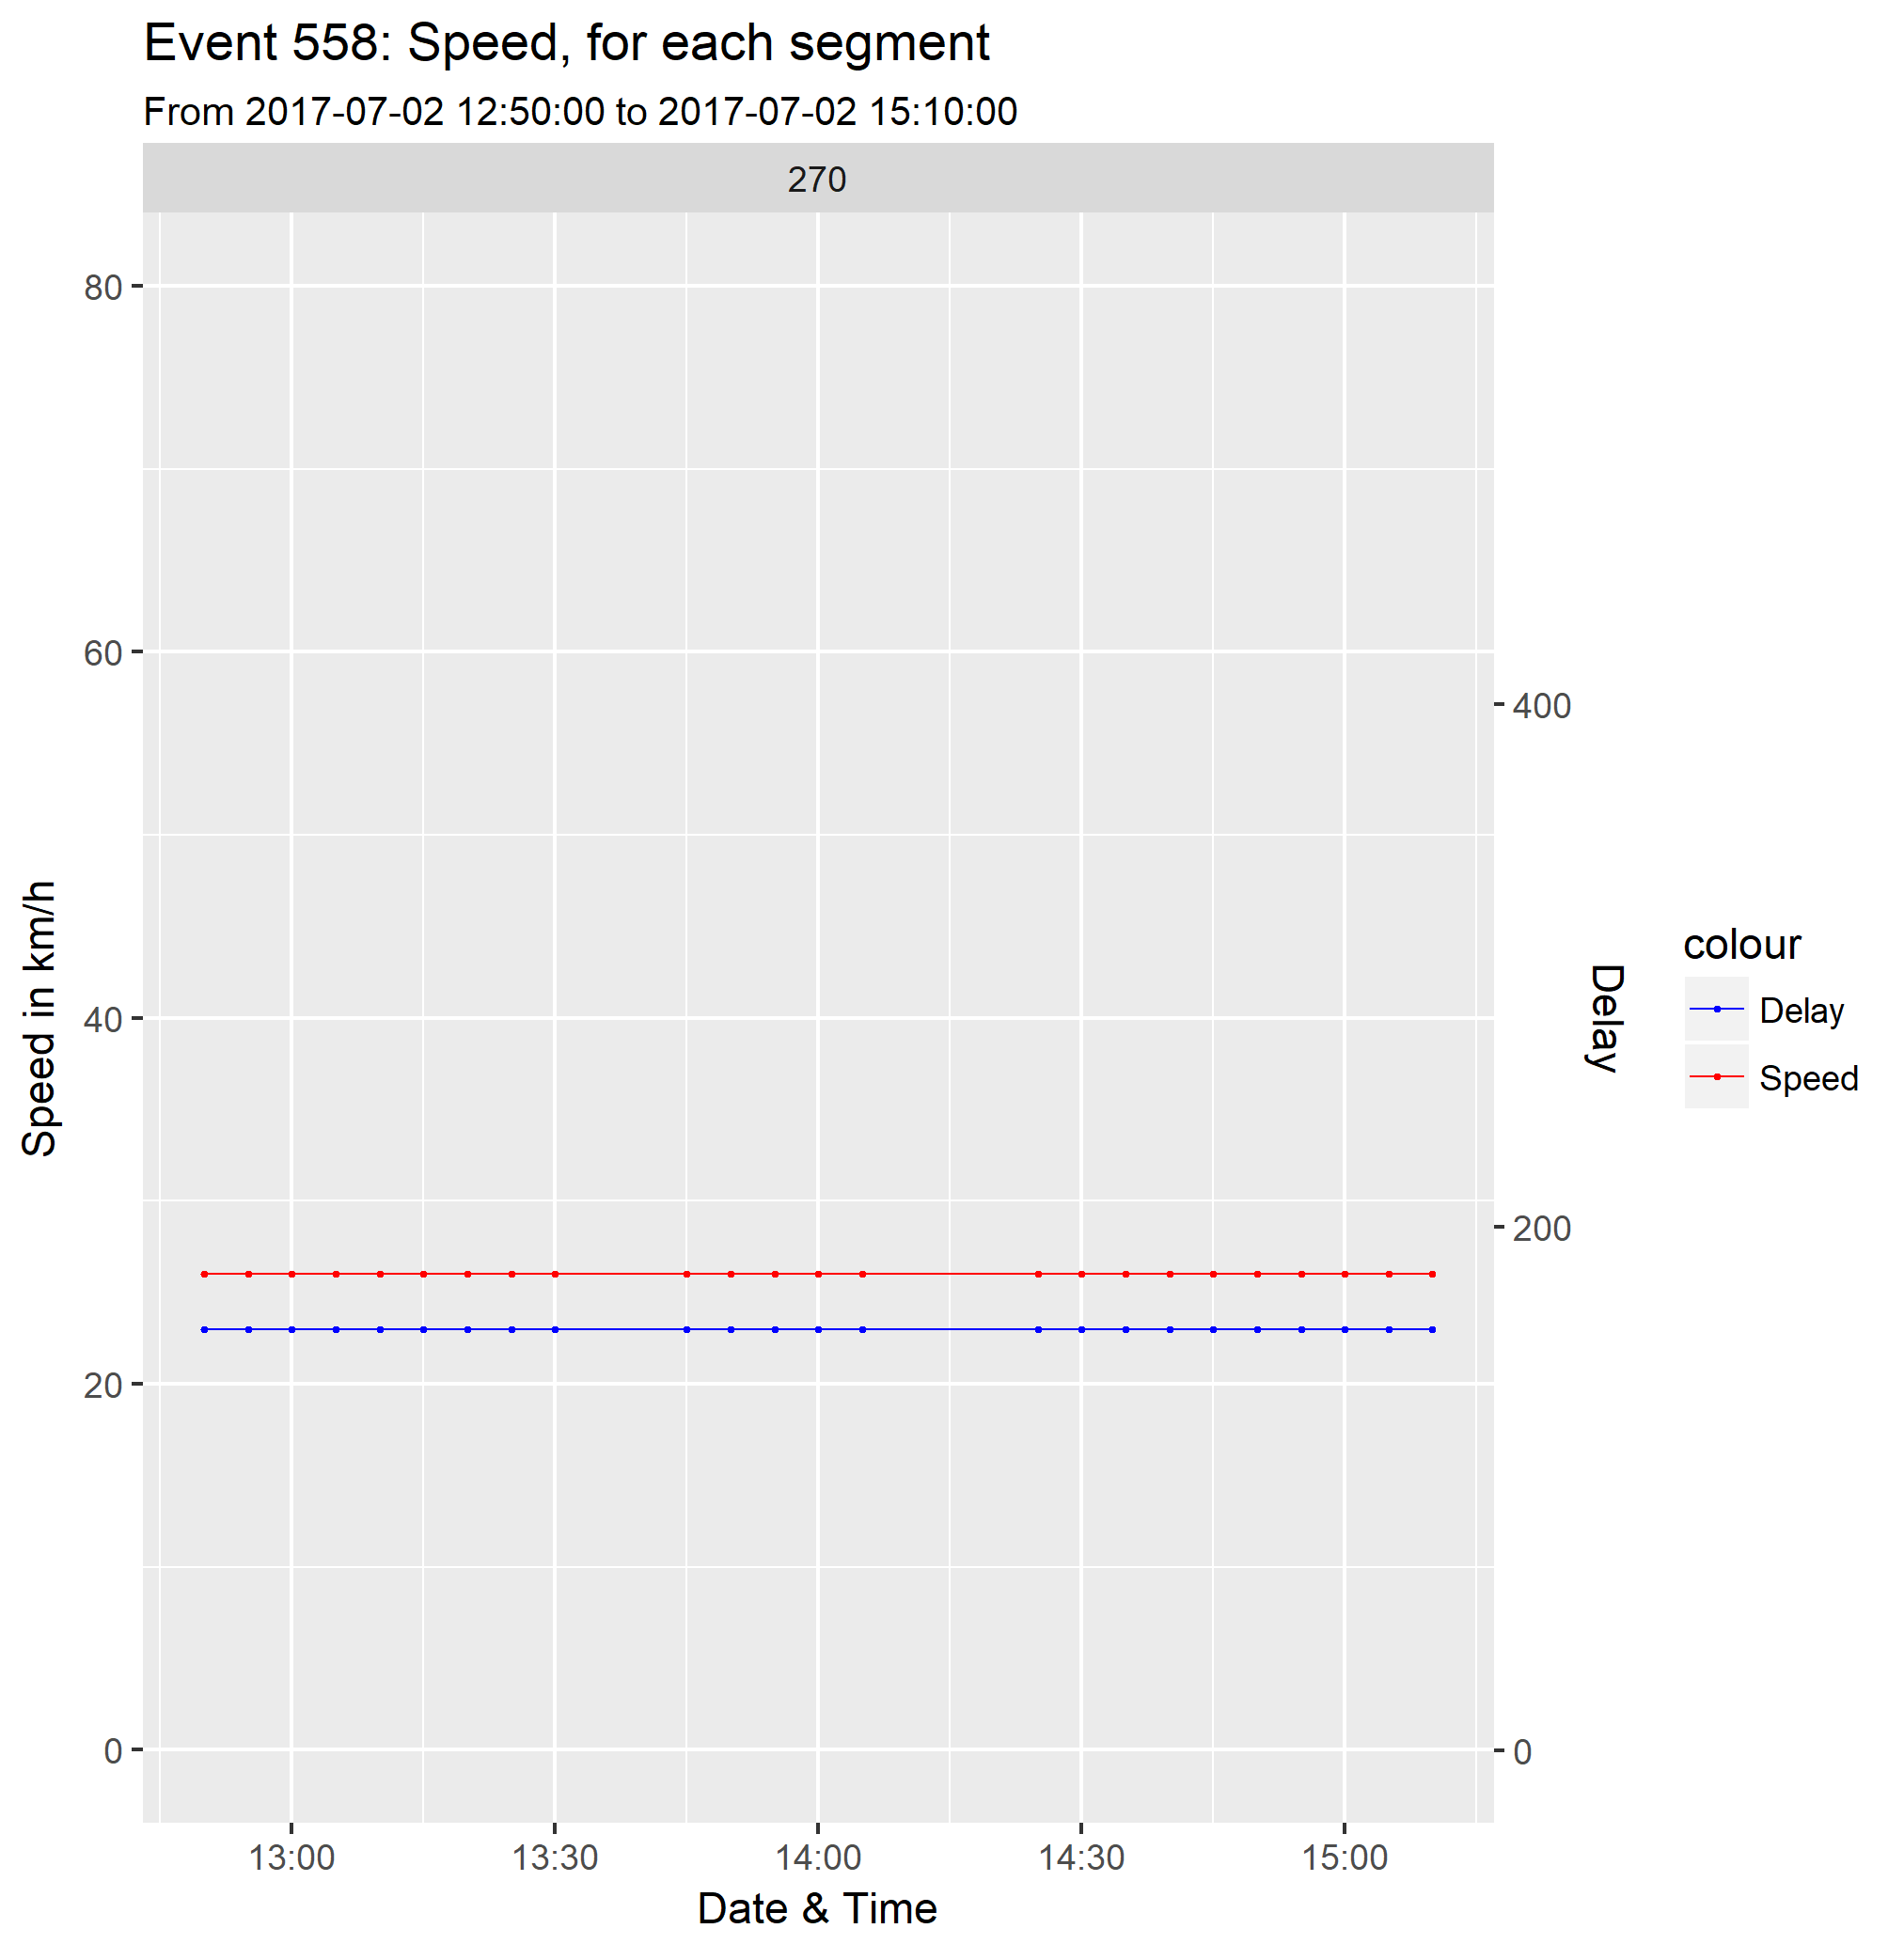 Event 558: Speed, for each segment
From 2017-07-02 12:50:00 to 2017-07-02 15:10:00
270
80
60
40
20
0
Speed in km/h
400
200
0
Delay
colour
Delay
Speed
13:00 13:30 14:00 14:30 15:00
Date & Time